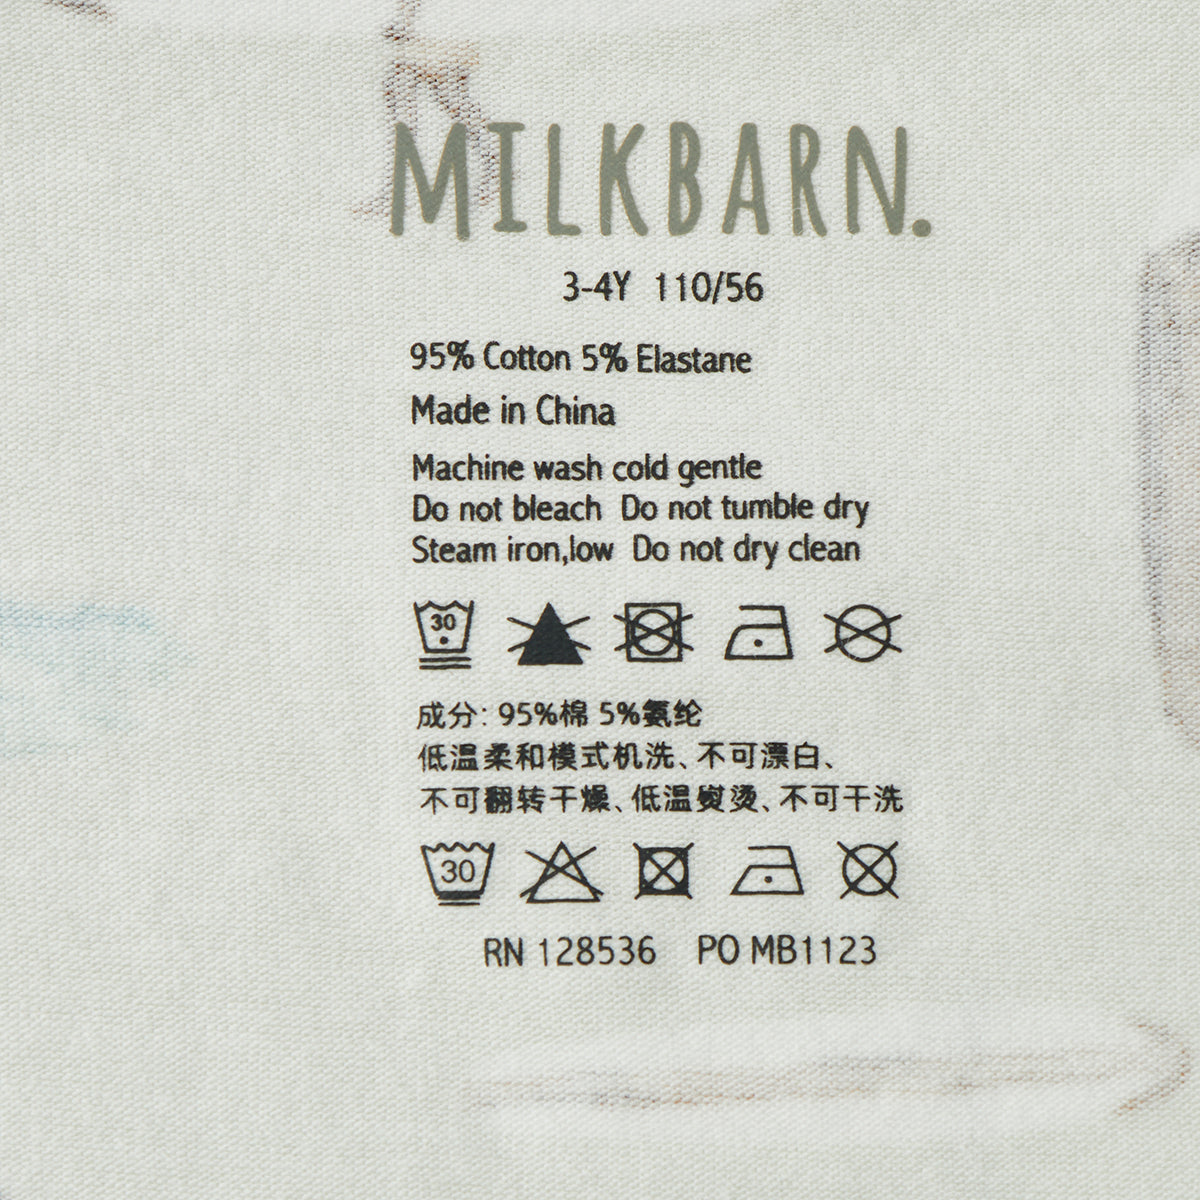 MILKBARN.
3-4Y 110/56
95% Cotton 5% Elastane
Made in China
Machine wash cold gentle
Do not bleach Do not tumble dry
Steam iron,low Do not dry clean
30
成分: 95%棉 5%氨纶
低温柔和模式机洗、不可漂白、
不可翻转干燥、低温熨烫、不可干洗
30
RN 128536 PO MB1123